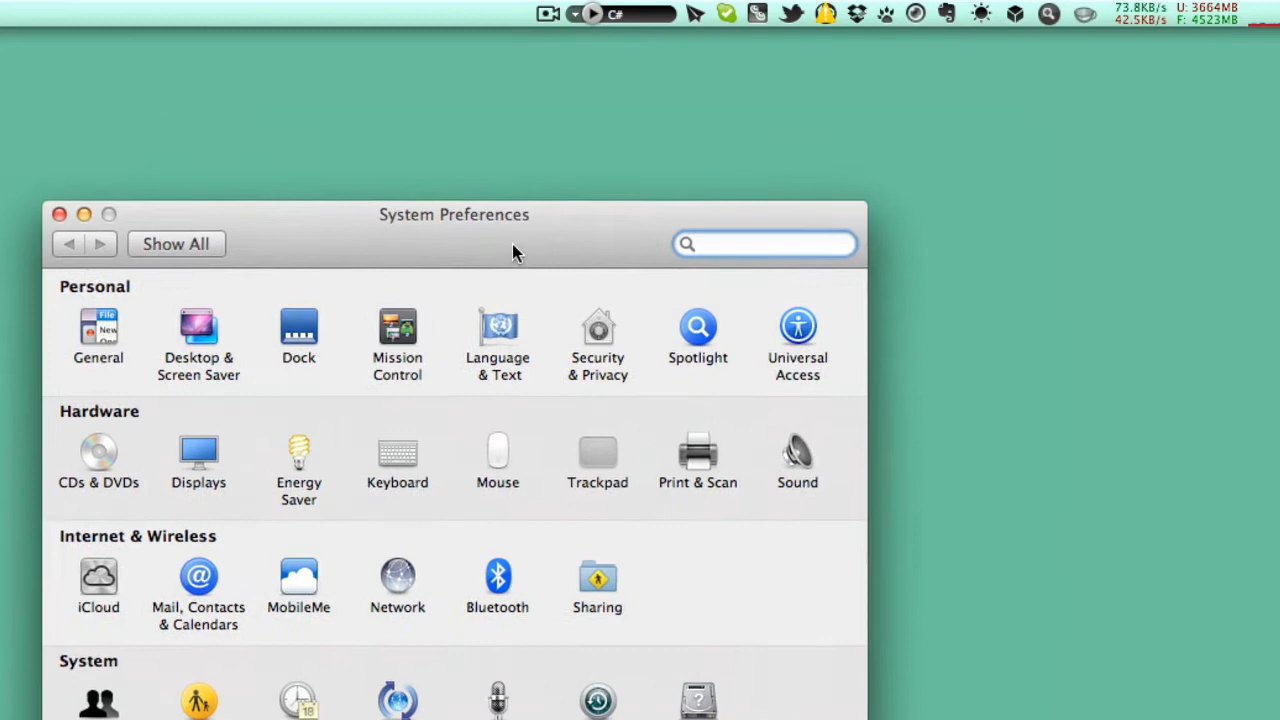 C#
73.8KB/s U: 3664MB
42.5KB/s F: 4523MB
System Preferences
Show All
Personal
General
Desktop &
Screen Saver
Dock
Mission
Control
Language
& Text
Security
& Privacy
Spotlight
Universal
Access
Hardware
CDs & DVDs
Displays
Energy
Saver
Keyboard
Mouse
Trackpad
Print & Scan
Sound
Internet & Wireless
iCloud
Mail, Contacts
& Calendars
MobileMe
Network
Bluetooth
Sharing
System
18